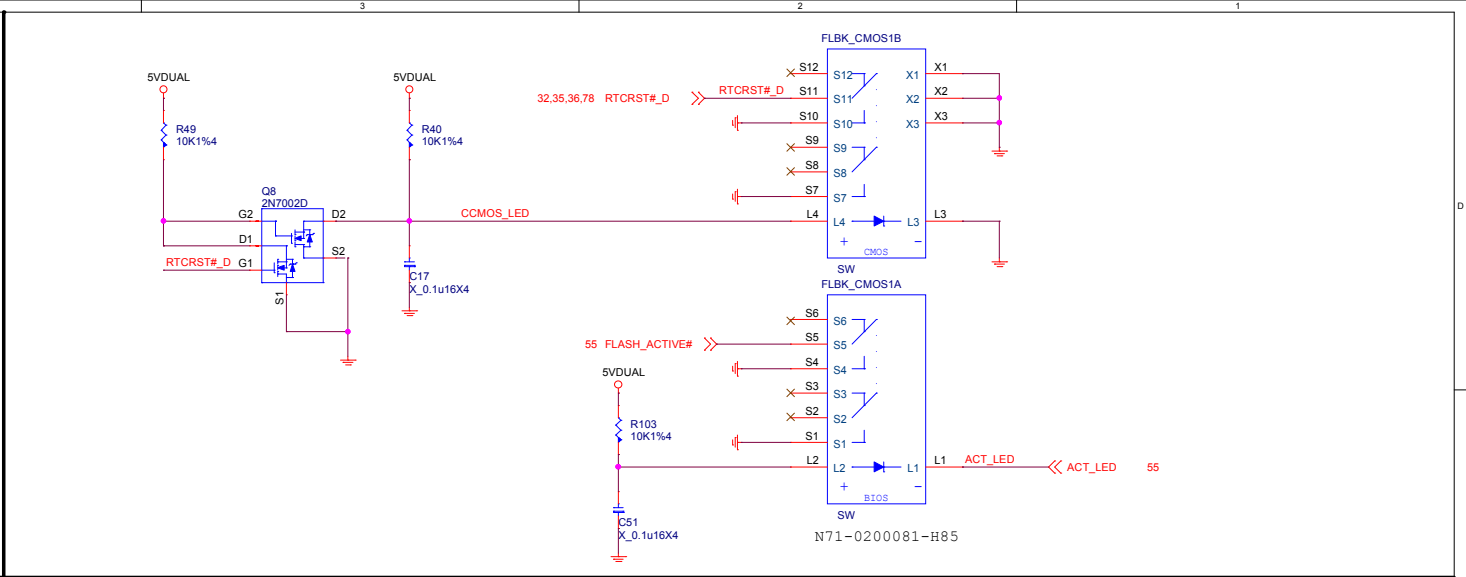 3 2 1
D
5VDUAL
R49
10K1%4
5VDUAL
R40
10K1%4
Q8
2N7002D
G2
D1
G1
RTCRST#_D
D2
S2
S1
CCMOS_LED
C17
X_0.1u16X4
FLBK_CMOS1B
32,35,36,78 RTCRST#_D
RTCRST#_D
S12 S12 X1 X1
S11 S11 X2 X2
S10 S10 X3 X3
S9 S9
S8 S8
S7 S7
L4 L4 L3 L3
+ −
CMOS
SW
FLBK_CMOS1A
55 FLASH_ACTIVE#
S6 S6
S5 S5
S4 S4
S3 S3
S2 S2
S1 S1
L2 L2 L1 L1
+ −
BIOS
SW
N71-0200081-H85
5VDUAL
R103
10K1%4
C51
X_0.1u16X4
ACT_LED
ACT_LED 55